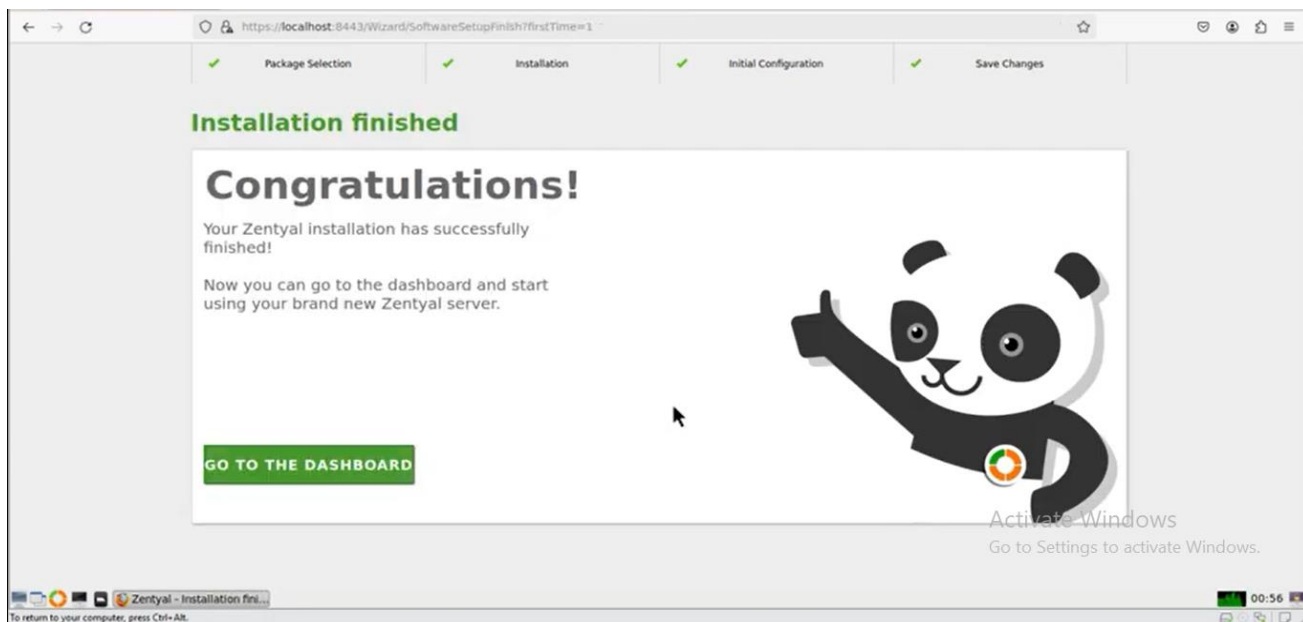 https://localhost:8443/Wizard/SoftwareSetupFinish?firstTime=1
Package Selection
Installation
Initial Configuration
Save Changes
Installation finished
Congratulations!
Your Zentyal installation has successfully
finished!
Now you can go to the dashboard and start
using your brand new Zentyal server.
GO TO THE DASHBOARD
Activate Windows
Go to Settings to activate Windows.
Zentyal - Installation fini...
00:56
To return to your computer, press Ctrl+Alt.